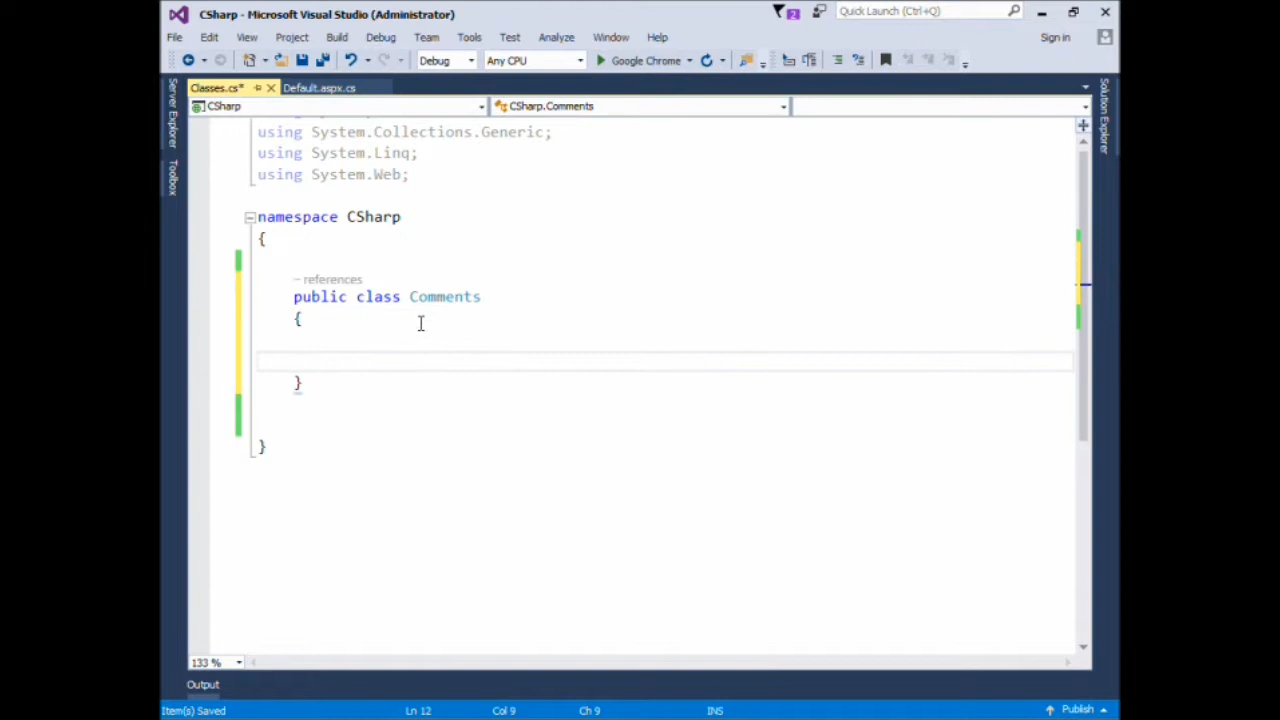 CSharp - Microsoft Visual Studio (Administrator)
2
Quick Launch (Ctrl+Q)
File Edit View Project Build Debug Team Tools Test Analyze Window Help
Sign in
Debug Any CPU Google Chrome
Server Explorer
Toolbox
Solution Explorer
Classes.cs* Default.aspx.cs
CSharp CSharp.Comments
using System.Collections.Generic;
using System.Linq;
using System.Web;
namespace CSharp
{
– references
public class Comments
{
}
}
133 %
Output
Item(s) Saved Ln 12 Col 9 Ch 9 INS Publish